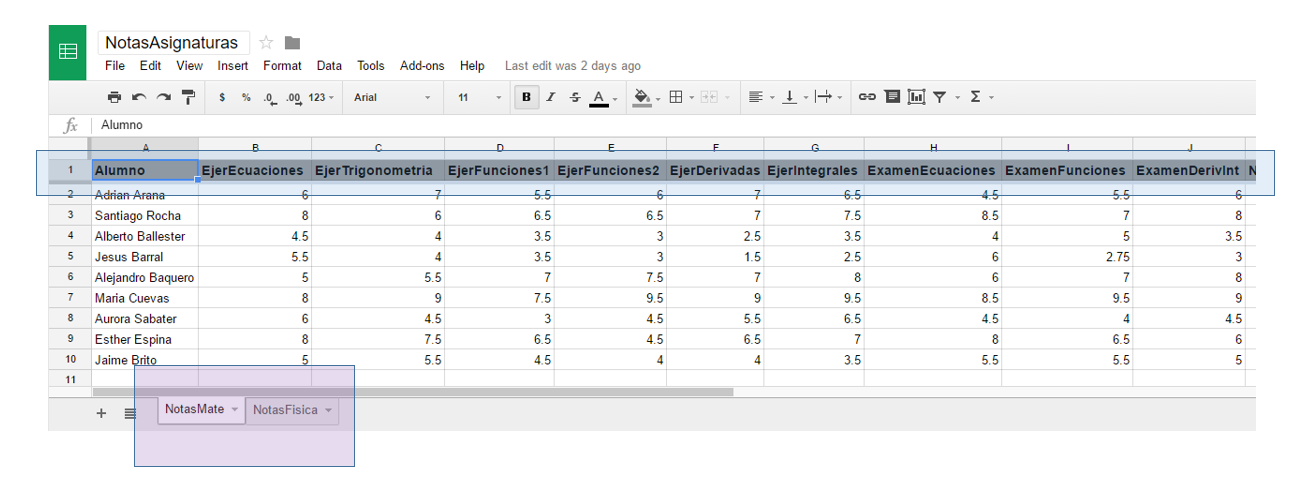 NotasAsignaturas
File Edit View Insert Format Data Tools Add-ons Help Last edit was 2 days ago
$ % .0 .00 123 Arial 11 B I S A Σ
fx Alumno
A B C D E F G H I J
1 Alumno EjerEcuaciones EjerTrigonometria EjerFunciones1 EjerFunciones2 EjerDerivadas EjerIntegrales ExamenEcuaciones ExamenFunciones ExamenDerivInt N
2 Adrian Arana 6 7 5.5 6 7 6.5 4.5 5.5 6
3 Santiago Rocha 8 6 6.5 6.5 7 7.5 8.5 7 8
4 Alberto Ballester 4.5 4 3.5 3 2.5 3.5 4 5 3.5
5 Jesus Barral 5.5 4 3.5 3 1.5 2.5 6 2.75 3
6 Alejandro Baquero 5 5.5 7 7.5 7 8 6 7 8
7 Maria Cuevas 8 9 7.5 9.5 9 9.5 8.5 9.5 9
8 Aurora Sabater 6 4.5 3 4.5 5.5 6.5 4.5 4 4.5
9 Esther Espina 8 7.5 6.5 4.5 6.5 7 8 6.5 6
10 Jaime Brito 5 5.5 4.5 4 4 3.5 5.5 5.5 5
11
+ NotasMate NotasFisica